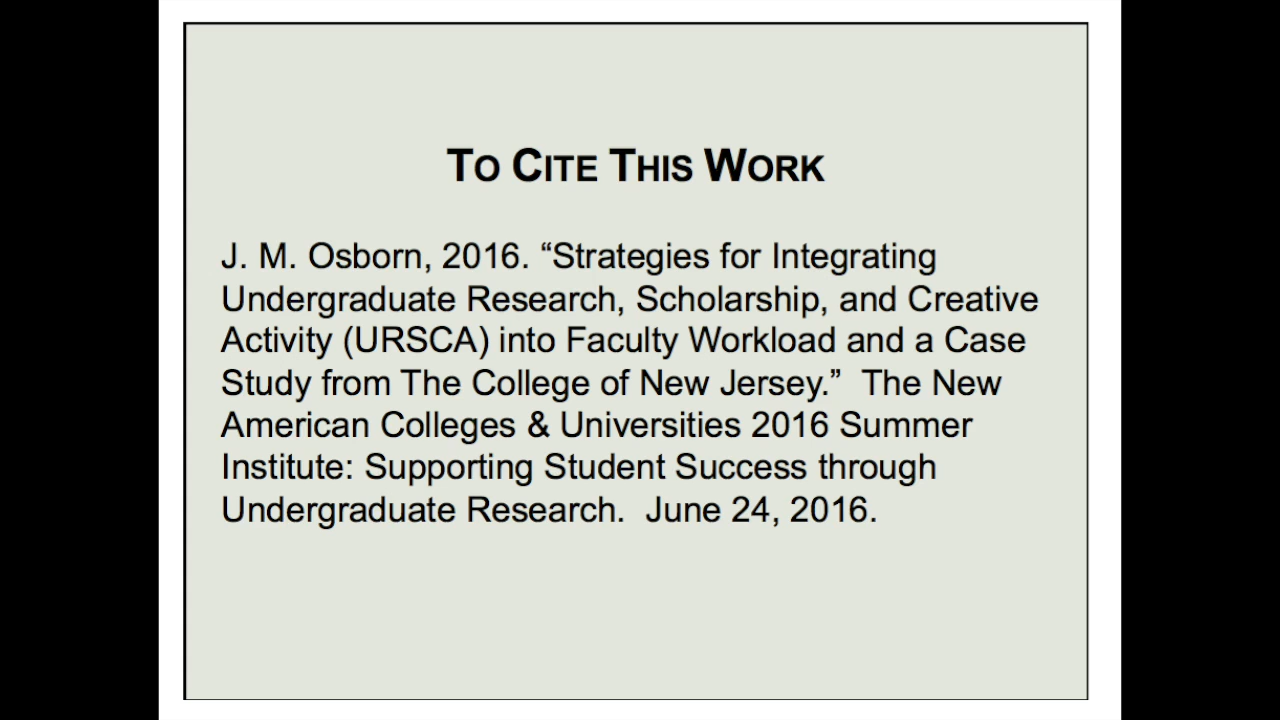 TO CITE THIS WORK
J. M. Osborn, 2016. “Strategies for Integrating
Undergraduate Research, Scholarship, and Creative
Activity (URSCA) into Faculty Workload and a Case
Study from The College of New Jersey.”  The New
American Colleges & Universities 2016 Summer
Institute: Supporting Student Success through
Undergraduate Research.  June 24, 2016.